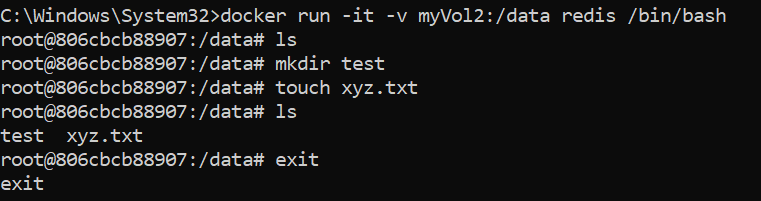 C:\Windows\System32>docker run -it -v myVol2:/data redis /bin/bash
root@806cbcb88907:/data# ls
root@806cbcb88907:/data# mkdir test
root@806cbcb88907:/data# touch xyz.txt
root@806cbcb88907:/data# ls
test  xyz.txt
root@806cbcb88907:/data# exit
exit